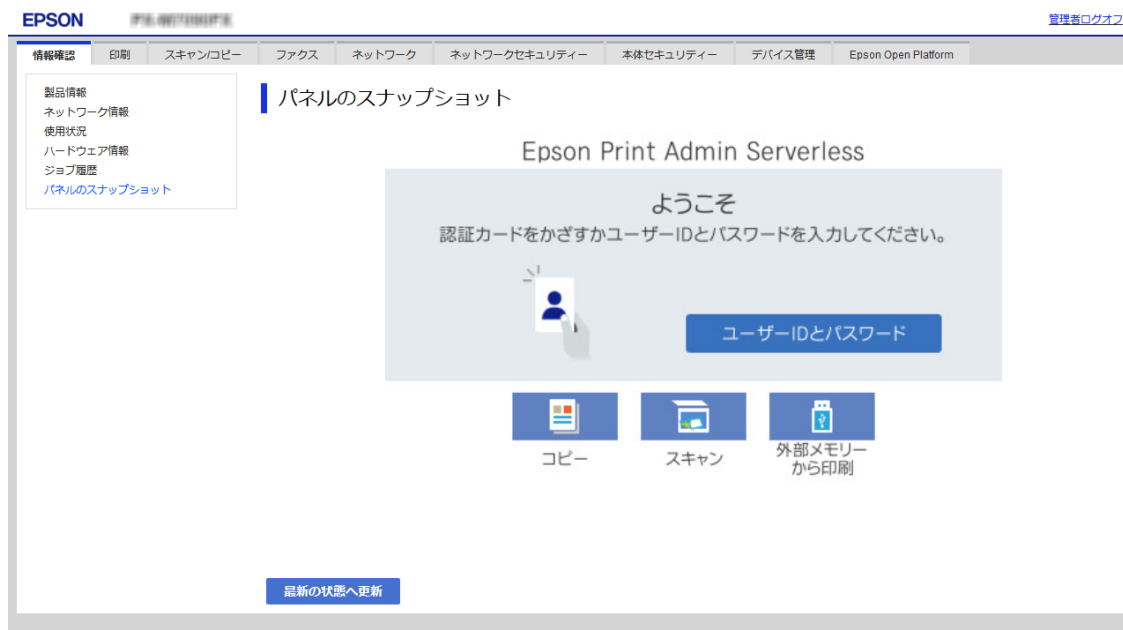 EPSON
管理者ログオフ
情報確認 印刷 スキャン/コピー ファクス ネットワーク ネットワークセキュリティー 本体セキュリティー デバイス管理 Epson Open Platform
製品情報
ネットワーク情報
使用状況
ハードウェア情報
ジョブ履歴
パネルのスナップショット
パネルのスナップショット
Epson Print Admin Serverless
ようこそ
認証カードをかざすかユーザーIDとパスワードを入力してください。
ユーザーIDとパスワード
コピー
スキャン
外部メモリー
から印刷
最新の状態へ更新